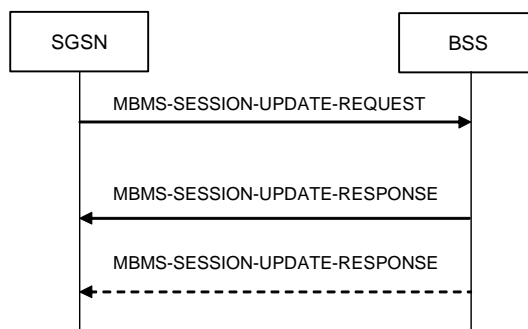 SGSN
BSS
MBMS-SESSION-UPDATE-REQUEST
MBMS-SESSION-UPDATE-RESPONSE
MBMS-SESSION-UPDATE-RESPONSE